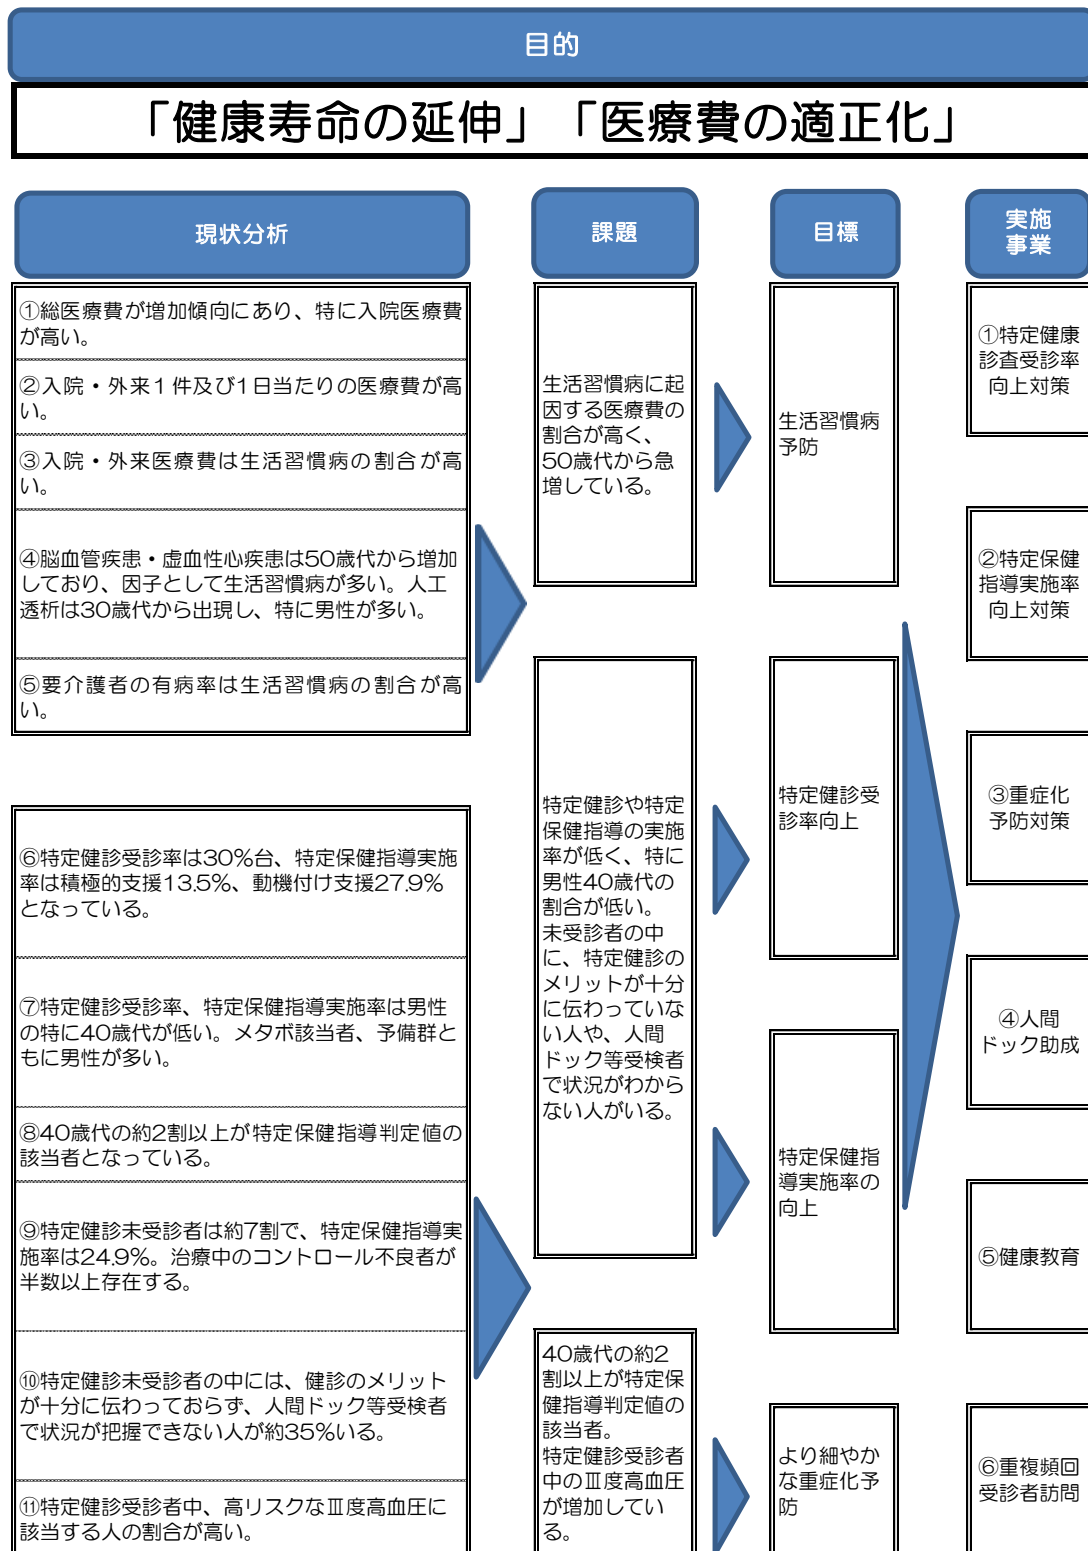 目的
「健康寿命の延伸」「医療費の適正化」
現状分析
①総医療費が増加傾向にあり、特に入院医療費
が高い。
②入院・外来1件及び1日当たりの医療費が高
い。
③入院・外来医療費は生活習慣病の割合が高
い。
④脳血管疾患・虚血性心疾患は50歳代から増加
しており、因子として生活習慣病が多い。人工
透析は30歳代から出現し、特に男性が多い。
⑤要介護者の有病率は生活習慣病の割合が高
い。
⑥特定健診受診率は30％台、特定保健指導実施
率は積極的支援13.5％、動機付け支援27.9％
となっている。
⑦特定健診受診率、特定保健指導実施率は男性
の特に40歳代が低い。メタボ該当者、予備群と
もに男性が多い。
⑧40歳代の約2割以上が特定保健指導判定値の
該当者となっている。
⑨特定健診未受診者は約7割で、特定保健指導実
施率は24.9％。治療中のコントロール不良者が
半数以上存在する。
⑩特定健診未受診者の中には、健診のメリット
が十分に伝わっておらず、人間ドック等受検者
で状況が把握できない人が約35％いる。
⑪特定健診受診者中、高リスクなⅢ度高血圧に
該当する人の割合が高い。
課題
生活習慣病に起
因する医療費の
割合が高く、
50歳代から急
増している。
特定健診や特定
保健指導の実施
率が低く、特に
男性40歳代の
割合が低い。
未受診者の中
に、特定健診の
メリットが十分
に伝わっていな
い人や、人間
ドック等受検者
で状況がわから
ない人がいる。
40歳代の約2
割以上が特定保
健指導判定値の
該当者。
特定健診受診者
中のⅢ度高血圧
が増加してい
る。
目標
生活習慣病
予防
特定健診受
診率向上
特定保健指
導実施率の
向上
より細やか
な重症化予
防
実施
事業
①特定健康
診査受診率
向上対策
②特定保健
指導実施率
向上対策
③重症化
予防対策
④人間
ドック助成
⑤健康教育
⑥重複頻回
受診者訪問